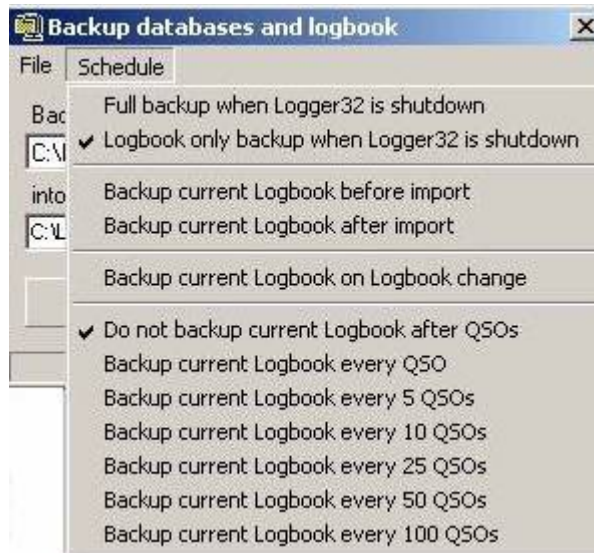 Backup databases and logbook
File Schedule
Full backup when Logger32 is shutdown
Logbook only backup when Logger32 is shutdown
into
Backup current Logbook before import
Backup current Logbook after import
Backup current Logbook on Logbook change
Do not backup current Logbook after QSOs
Backup current Logbook every QSO
Backup current Logbook every 5 QSOs
Backup current Logbook every 10 QSOs
Backup current Logbook every 25 QSOs
Backup current Logbook every 50 QSOs
Backup current Logbook every 100 QSOs